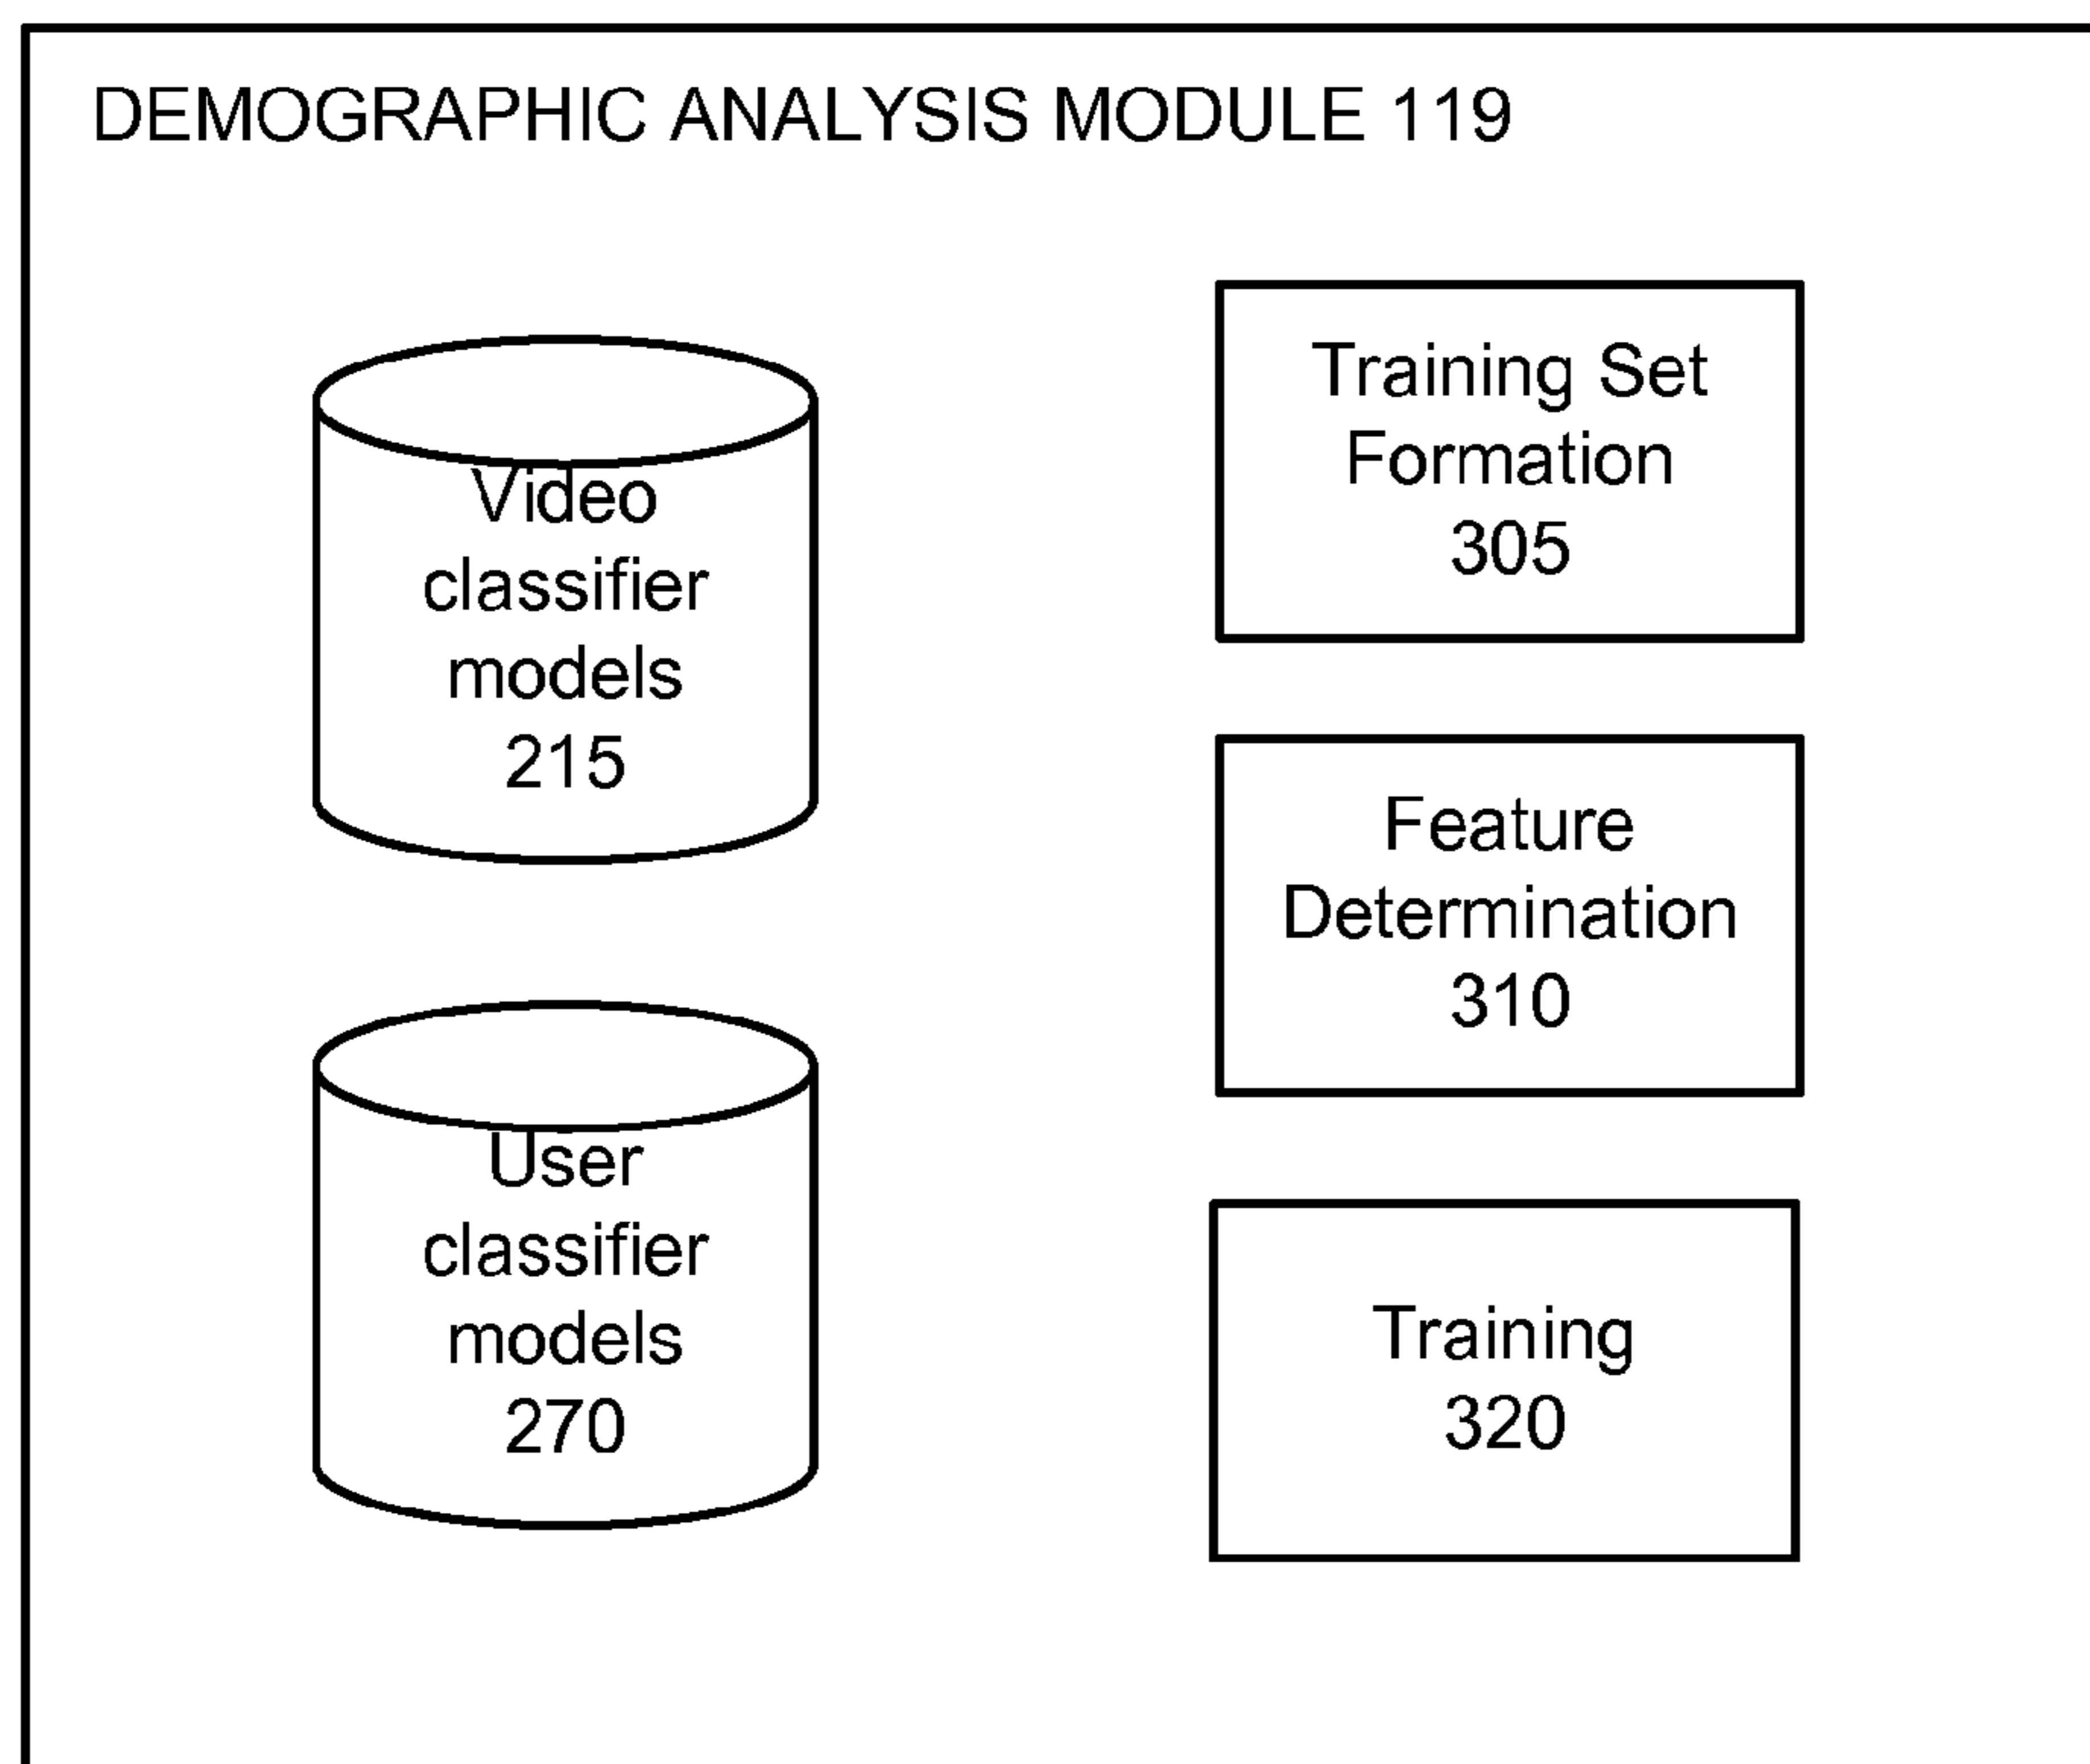 DEMOGRAPHIC ANALYSIS MODULE 119
Video
classifier
models
215
User
classifier
models
270
Training Set
Formation
305
Feature
Determination
310
Training
320